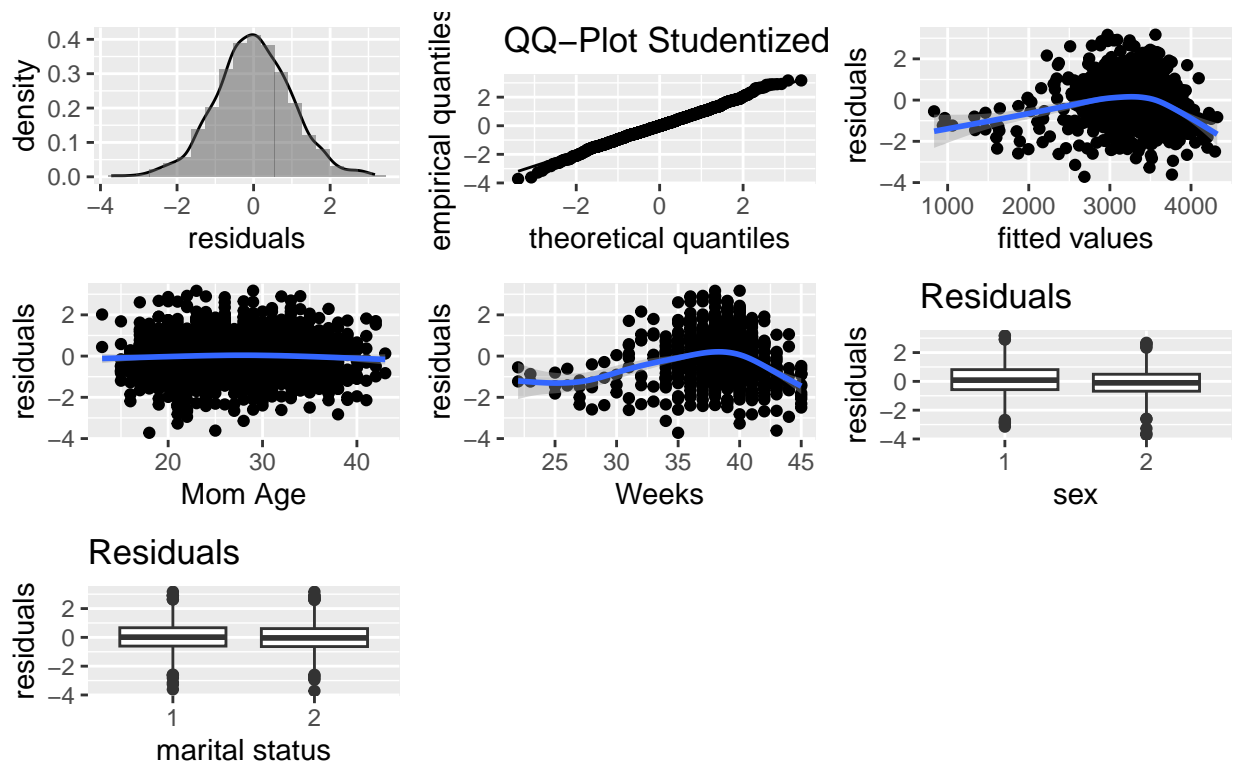 density
0.4
0.3
0.2
0.1
0.0
−4 −2 0 2
residuals
QQ−Plot Studentized
empirical quantiles
2
0
−2
−4
−2 0 2
theoretical quantiles
residuals
2
0
−2
−4
1000 2000 3000 4000
fitted values
residuals
2
0
−2
−4
20 30 40
Mom Age
residuals
2
0
−2
−4
25 30 35 40 45
Weeks
Residuals
residuals
2
0
−2
−4
1 2
sex
Residuals
residuals
2
0
−2
−4
1 2
marital status